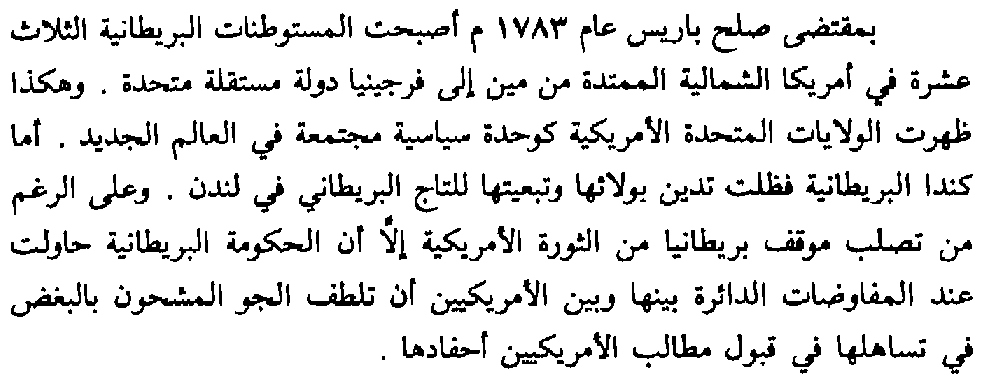 بمقتضى صلح باريس عام ١٧٨٣ م أصبحت المستوطنات البريطانية الثلاث
عشرة في أمريكا الشمالية الممتدة من مين إلى فرجينيا دولة مستقلة متحدة . وهكذا
ظهرت الولايات المتحدة الأمريكية كوحدة سياسية مجتمعة في العالم الجديد . أما
كندا البريطانية فظلت تدين بولائها وتبعيتها للتاج البريطاني في لندن . وعلى الرغم
من تصلب موقف بريطانيا من الثورة الأمريكية إلّا أن الحكومة البريطانية حاولت
عند المفاوضات الدائرة بينها وبين الأمريكيين أن تلطف الجو المشحون بالبغض
في تساهلها في قبول مطالب الأمريكيين أحفادها .